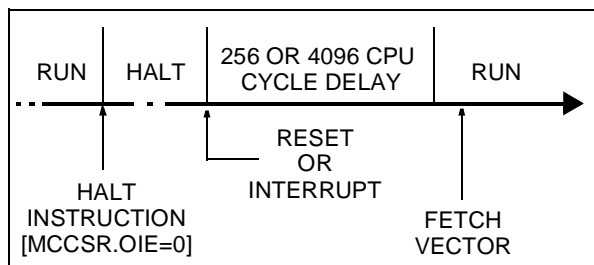 RUN
HALT
256 OR 4096 CPU
CYCLE DELAY
RUN
HALT
INSTRUCTION
[MCCSR.OIE=0]
RESET
OR
INTERRUPT
FETCH
VECTOR